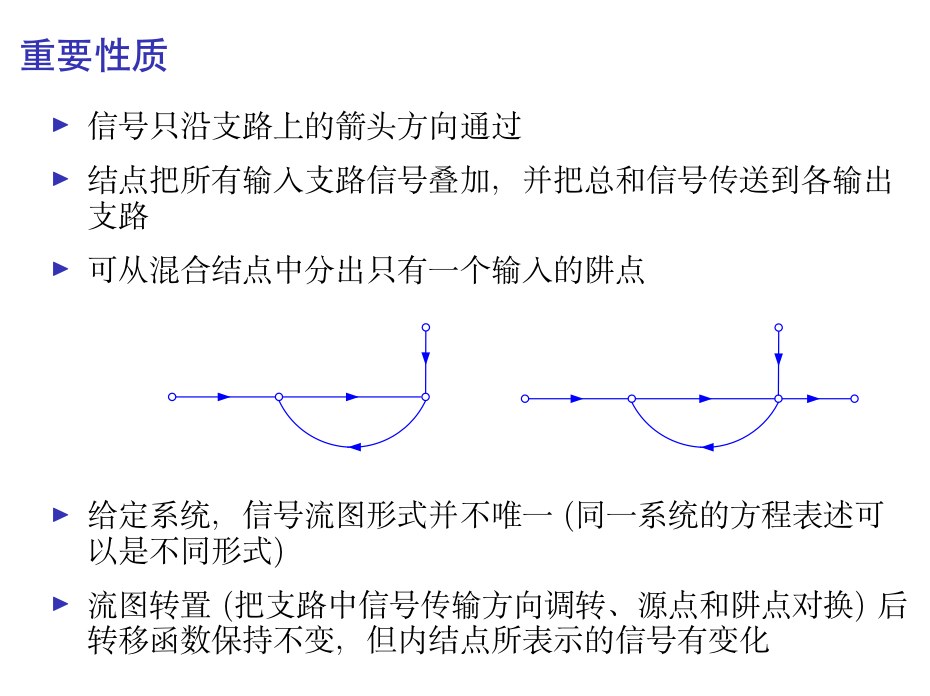 重要性质
▶ 信号只沿支路上的箭头方向通过
▶ 结点把所有输入支路信号叠加，并把总和信号传送到各输出
支路
▶ 可从混合结点中分出只有一个输入的阱点
▶ 给定系统，信号流图形式并不唯一 (同一系统的方程表述可
以是不同形式)
▶ 流图转置 (把支路中信号传输方向调转、源点和阱点对换) 后
转移函数保持不变，但内结点所表示的信号有变化